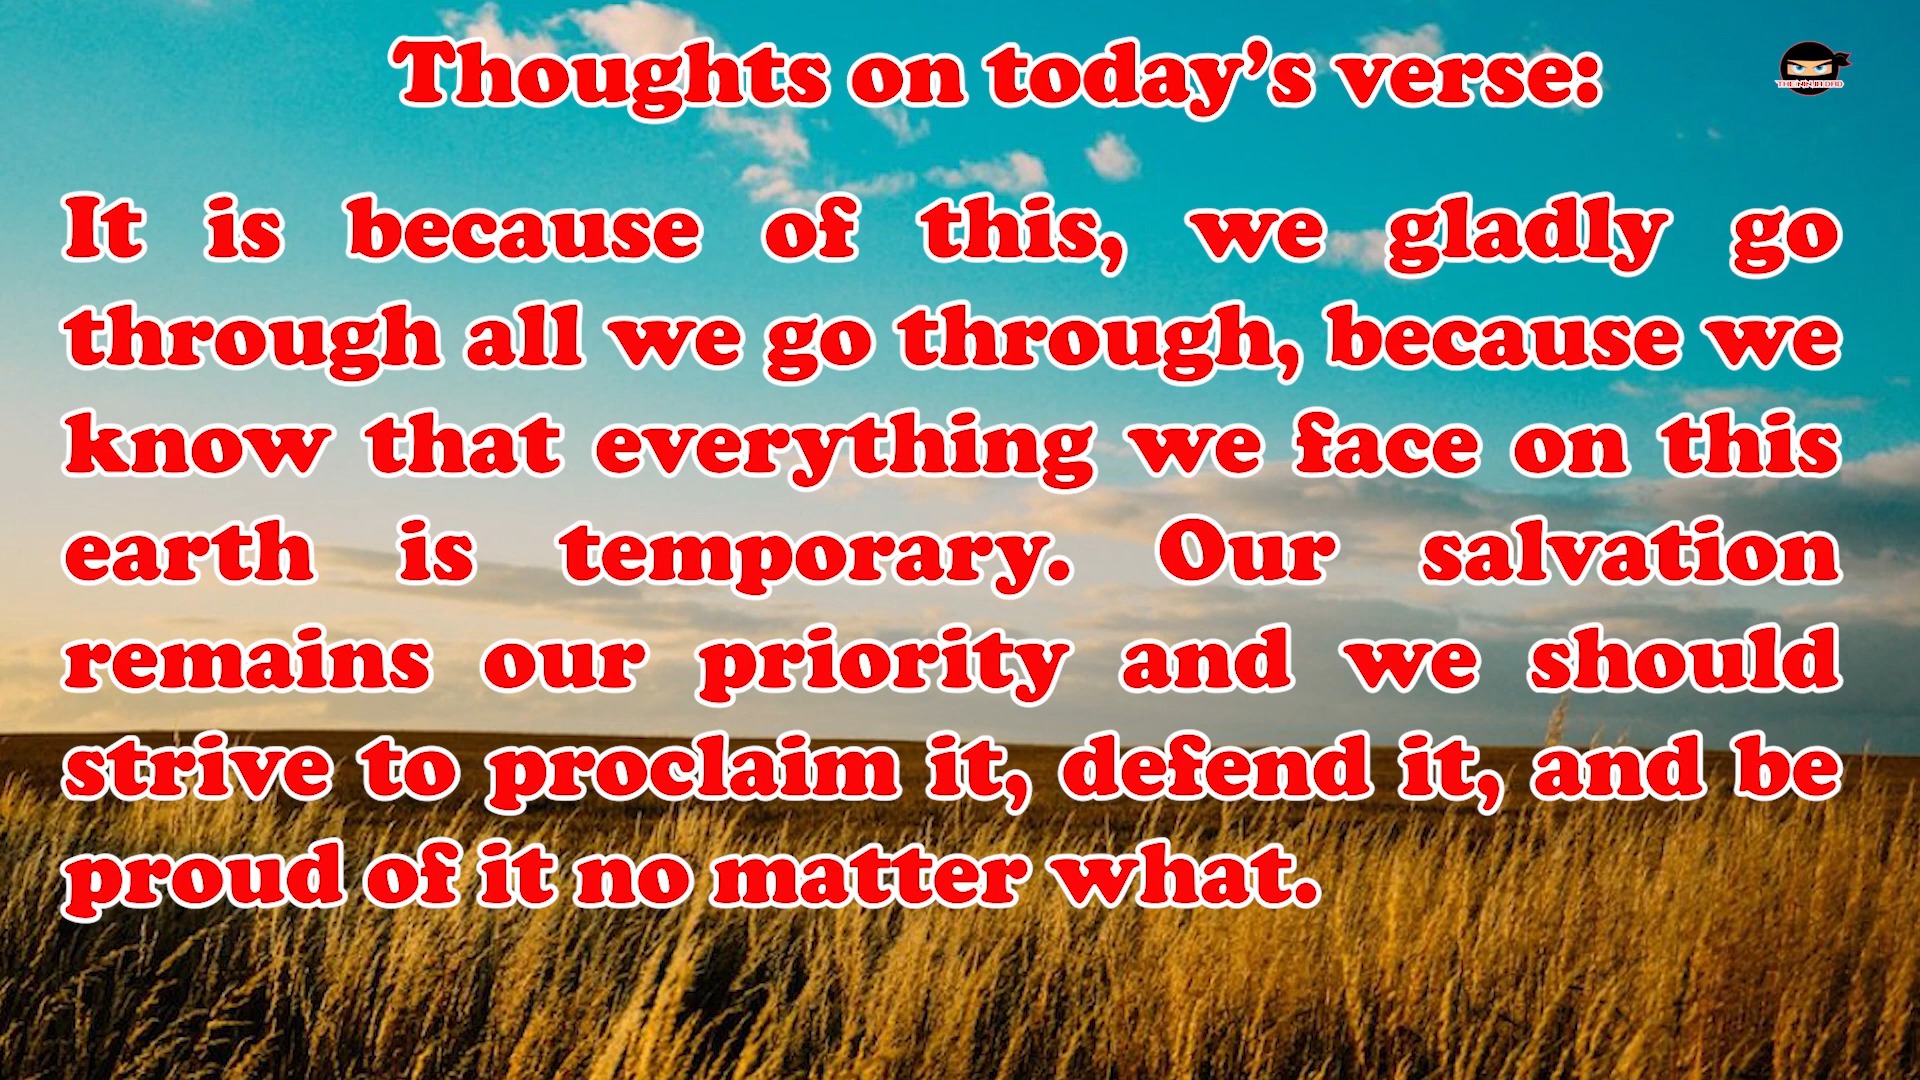 Thoughts on today’s verse:
It is because of this, we gladly go
through all we go through, because we
know that everything we face on this
earth is temporary. Our salvation
remains our priority and we should
strive to proclaim it, defend it, and be
proud of it no matter what.